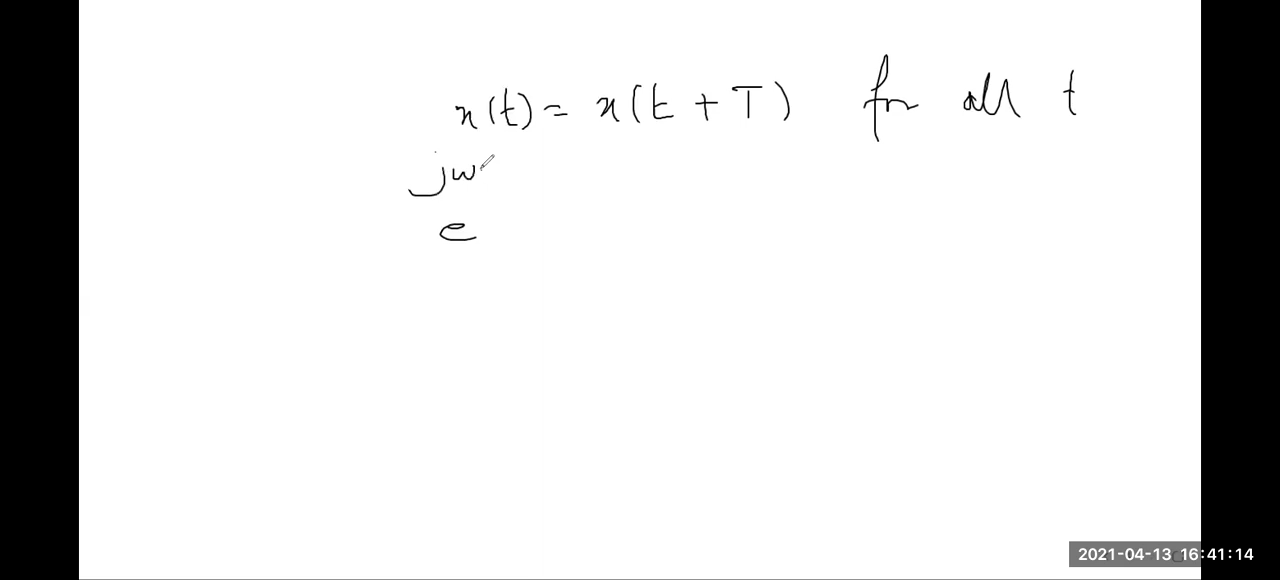 x(t) = x(t + T) for all t
jw
e
2021-04-13 16:41:14